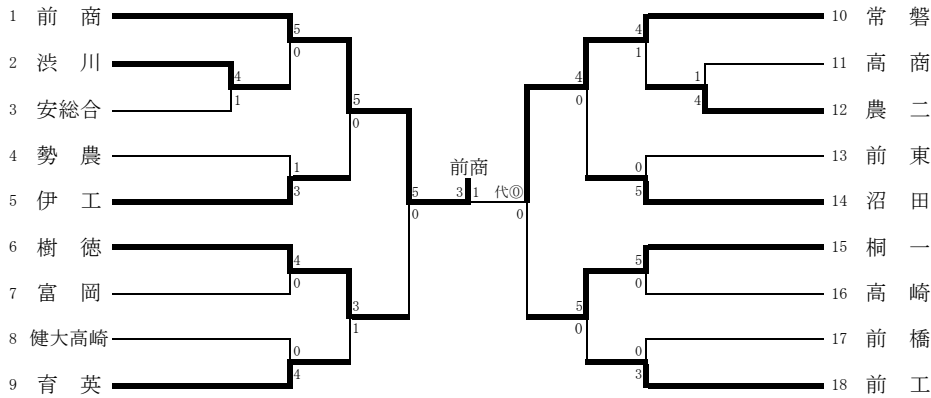 1 前 商
2 渋 川
3 安総合
4 勢 農
5 伊 工
6 樹 徳
7 富 岡
8 健大高崎
9 育 英
5
0
4
1
1
3
4
0
0
4
5
0
3
1
5
0
前商
3 1
代⓪
0
4
0
5
0
4
1
1
4
0
5
5
0
0
3
10 常 磐
11 高 商
12 農 二
13 前 東
14 沼 田
15 桐 一
16 高 崎
17 前 橋
18 前 工